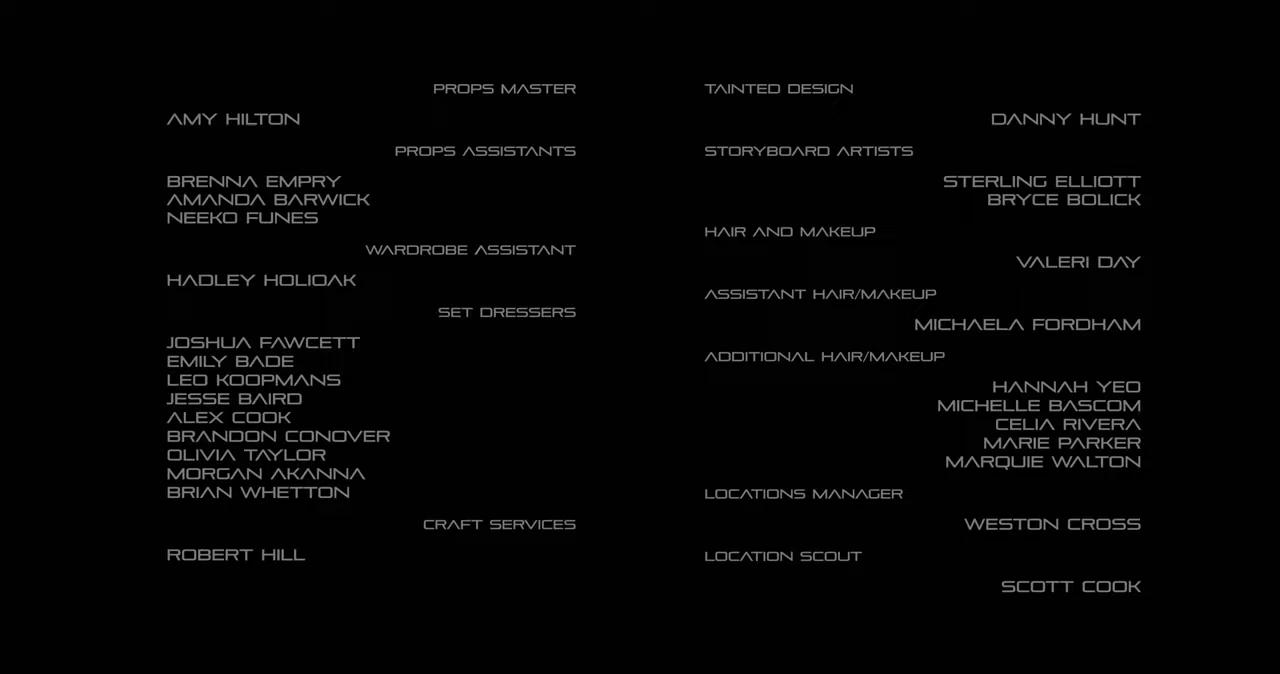 PROPS MASTER
AMY HILTON
PROPS ASSISTANTS
BRENNA EMPRY
AMANDA BARWICK
NEEKO FUNES
WARDROBE ASSISTANT
HADLEY HOLIOAK
SET DRESSERS
JOSHUA FAWCETT
EMILY BADE
LEO KOOPMANS
JESSE BAIRD
ALEX COOK
BRANDON CONOVER
OLIVIA TAYLOR
MORGAN AKANNA
BRIAN WHETTON
CRAFT SERVICES
ROBERT HILL
TAINTED DESIGN
DANNY HUNT
STORYBOARD ARTISTS
STERLING ELLIOTT
BRYCE BOLICK
HAIR AND MAKEUP
VALERI DAY
ASSISTANT HAIR/MAKEUP
MICHAELA FORDHAM
ADDITIONAL HAIR/MAKEUP
HANNAH YEO
MICHELLE BASCOM
CELIA RIVERA
MARIE PARKER
MARQUIE WALTON
LOCATIONS MANAGER
WESTON CROSS
LOCATION SCOUT
SCOTT COOK